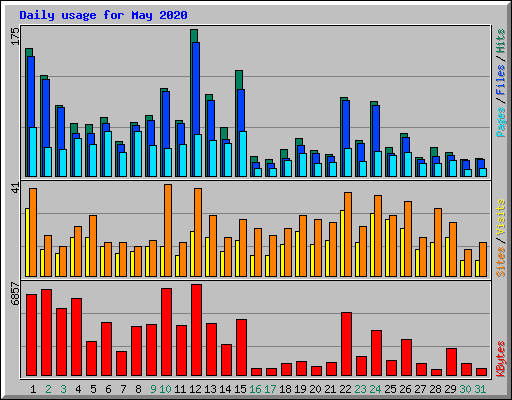 Daily usage for May 2020
175
Pages/Files/Hits
41
Sites/Visits
6857
KBytes
1 2 3 4 5 6 7 8 9 10 11 12 13 14 15 16 17 18 19 20 21 22 23 24 25 26 27 28 29 30 31